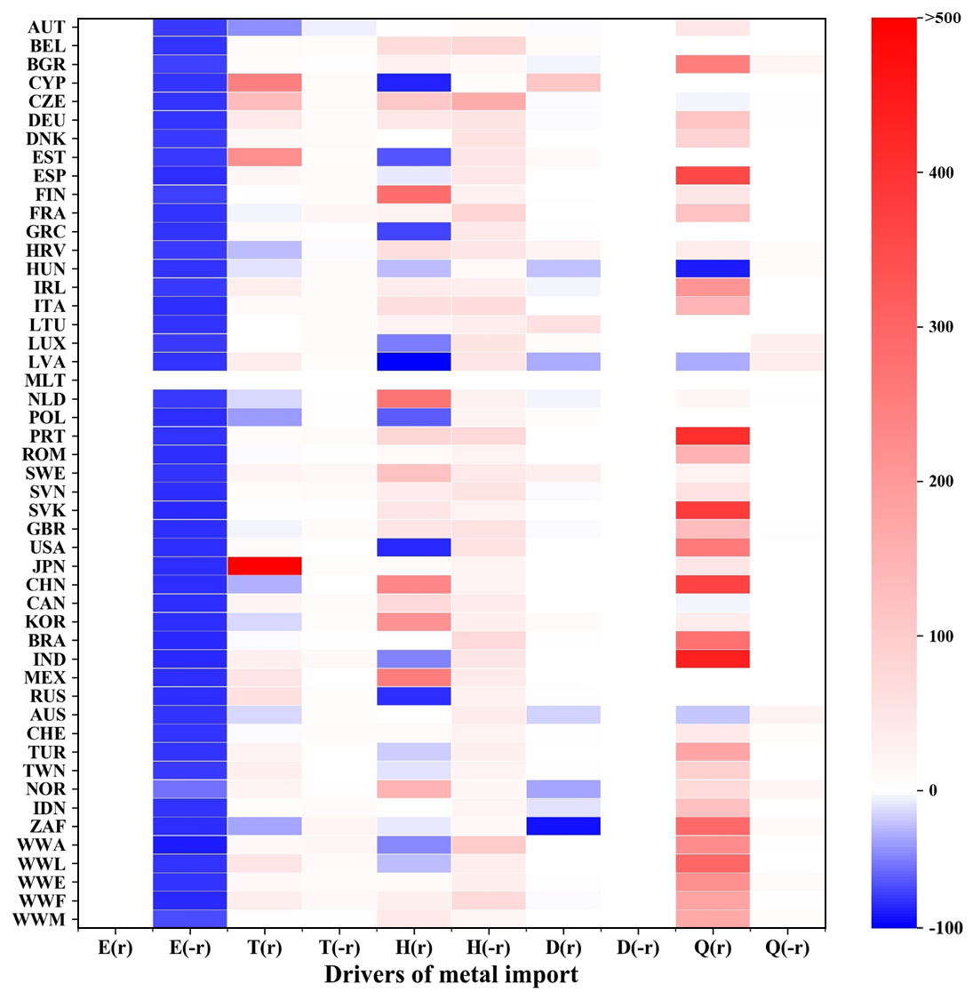 AUT
BEL
BGR
CYP
CZE
DEU
DNK
EST
ESP
FIN
FRA
GRC
HRV
HUN
IRL
ITA
LTU
LUX
LVA
MLT
NLD
POL
PRT
ROM
SWE
SVN
SVK
GBR
USA
JPN
CHN
CAN
KOR
BRA
IND
MEX
RUS
AUS
CHE
TUR
TWN
NOR
IDN
ZAF
WWA
WWL
WWE
WWF
WWM
E(r) E(-r) T(r) T(-r) H(r) H(-r) D(r) D(-r) Q(r) Q(-r)
Drivers of metal import
>500
400
300
200
100
0
-100